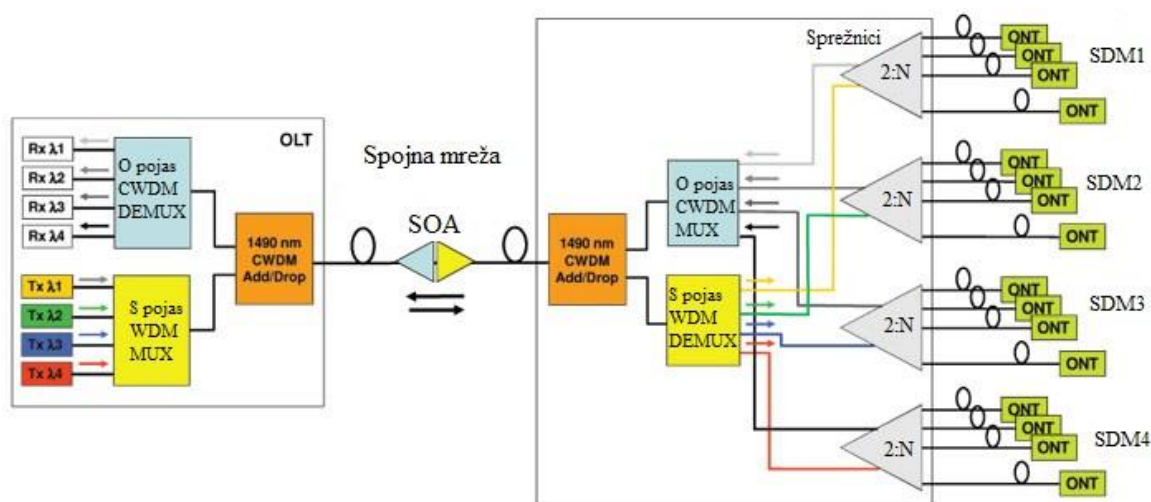 OLT
Rx λ1
Rx λ2
Rx λ3
Rx λ4
O pojas
CWDM
DEMUX
Tx λ1
Tx λ2
Tx λ3
Tx λ4
S pojas
WDM
MUX
1490 nm
CWDM
Add/Drop
Spojna mreža
SOA
1490 nm
CWDM
Add/Drop
O pojas
CWDM
MUX
S pojas
WDM
DEMUX
Sprežnici
2:N
ONT
ONT
ONT
ONT
SDM1
2:N
ONT
ONT
ONT
ONT
SDM2
2:N
ONT
ONT
ONT
ONT
SDM3
2:N
ONT
ONT
ONT
ONT
SDM4